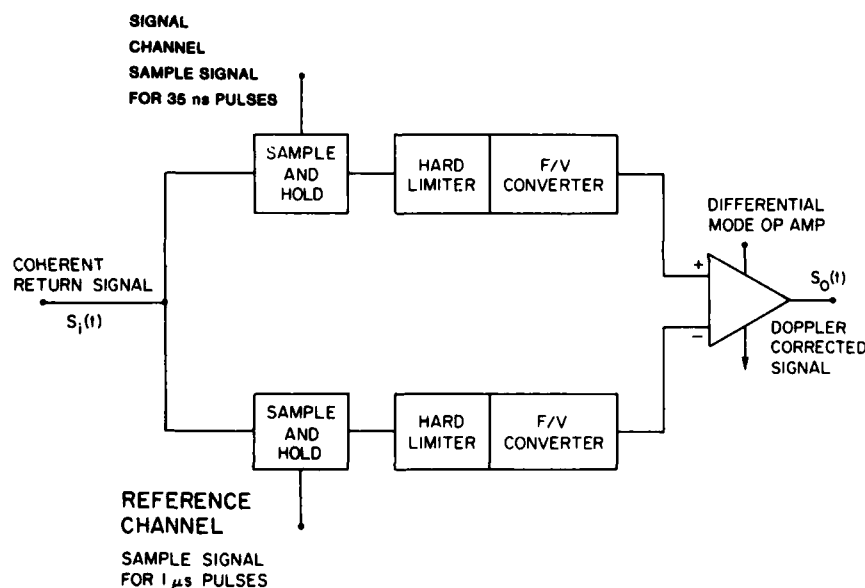 SIGNAL
CHANNEL
SAMPLE SIGNAL
FOR 35 ns PULSES
SAMPLE
AND
HOLD
HARD
LIMITER
F/V
CONVERTER
DIFFERENTIAL
MODE OP AMP
COHERENT
RETURN SIGNAL
Si(t)
+
−
So(t)
DOPPLER
CORRECTED
SIGNAL
SAMPLE
AND
HOLD
HARD
LIMITER
F/V
CONVERTER
REFERENCE
CHANNEL
SAMPLE SIGNAL
FOR 1 μs PULSES